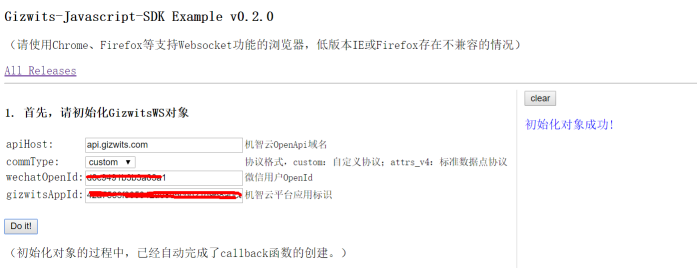 Gizwits-Javascript-SDK Example v0.2.0
（请使用Chrome、Firefox等支持Websocket功能的浏览器，低版本IE或Firefox存在不兼容的情况）
All Releases
1. 首先，请初始化GizwitsWS对象
apiHost: api.gizwits.com 机智云OpenApi域名
commType: custom 协议格式，custom：自定义协议；attrs_v4：标准数据点协议
wechatOpenId: 微信用户OpenId
gizwitsAppId: 机智云平台应用标识
Do it!
（初始化对象的过程中，已经自动完成了callback函数的创建。）
clear
初始化对象成功!